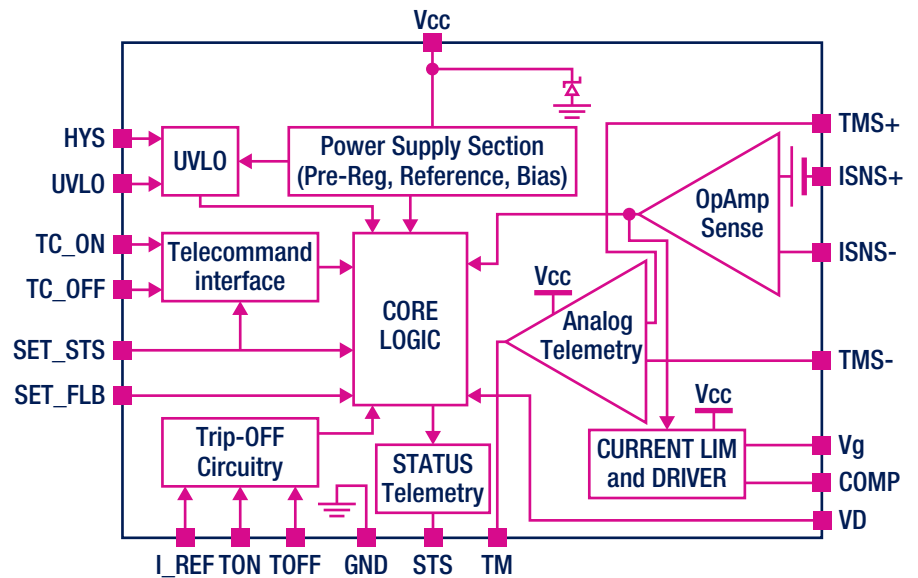 Vcc
HYS
UVLO
TC_ON
TC_OFF
SET_STS
SET_FLB
UVLO
Power Supply Section
(Pre-Reg, Reference, Bias)
Telecommand
interface
CORE
LOGIC
Trip-OFF
Circuitry
STATUS
Telemetry
OpAmp
Sense
Vcc
Analog
Telemetry
Vcc
CURRENT LIM
and DRIVER
TMS+
ISNS+
ISNS-
TMS-
Vg
COMP
VD
I_REF
TON
TOFF
GND
STS
TM